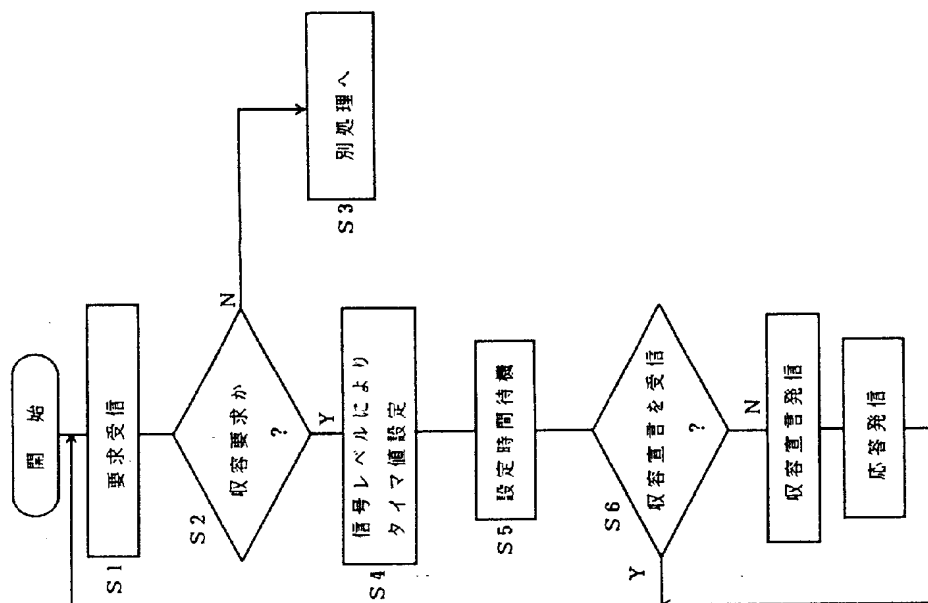 開始
S1
要求受信
S2
収容要求か
?
N
Y
S3
別処理へ
S4
信号レベルにより
タイマ値設定
S5
設定時間待機
S6
収容宣言を受信
?
Y
N
収容宣言発信
応答発信